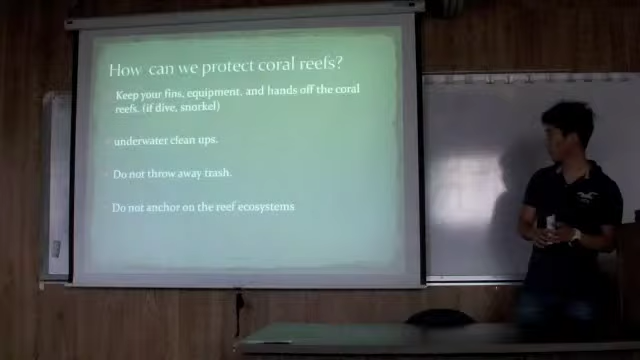 How can we protect coral reefs?
Keep your fins, equipment, and hands off the coral
reefs. (if dive, snorkel)
underwater clean ups.
Do not throw away trash.
Do not anchor on the reef ecosystems